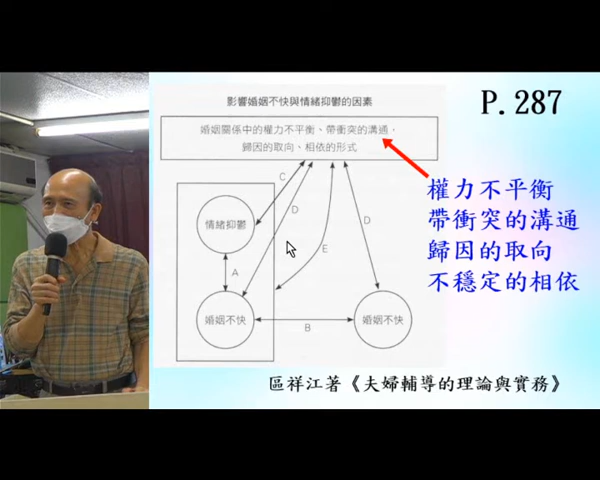 影響婚姻不快與情緒抑鬱的因素
P.287
婚姻關係中的權力不平衡、帶衝突的溝通,
歸因的取向、相依的形式
權力不平衡
帶衝突的溝通
歸因的取向
不穩定的相依
C
D
D
情緒抑鬱
E
A
婚姻不快
B
婚姻不快
區祥江著《夫婦輔導的理論與實務》